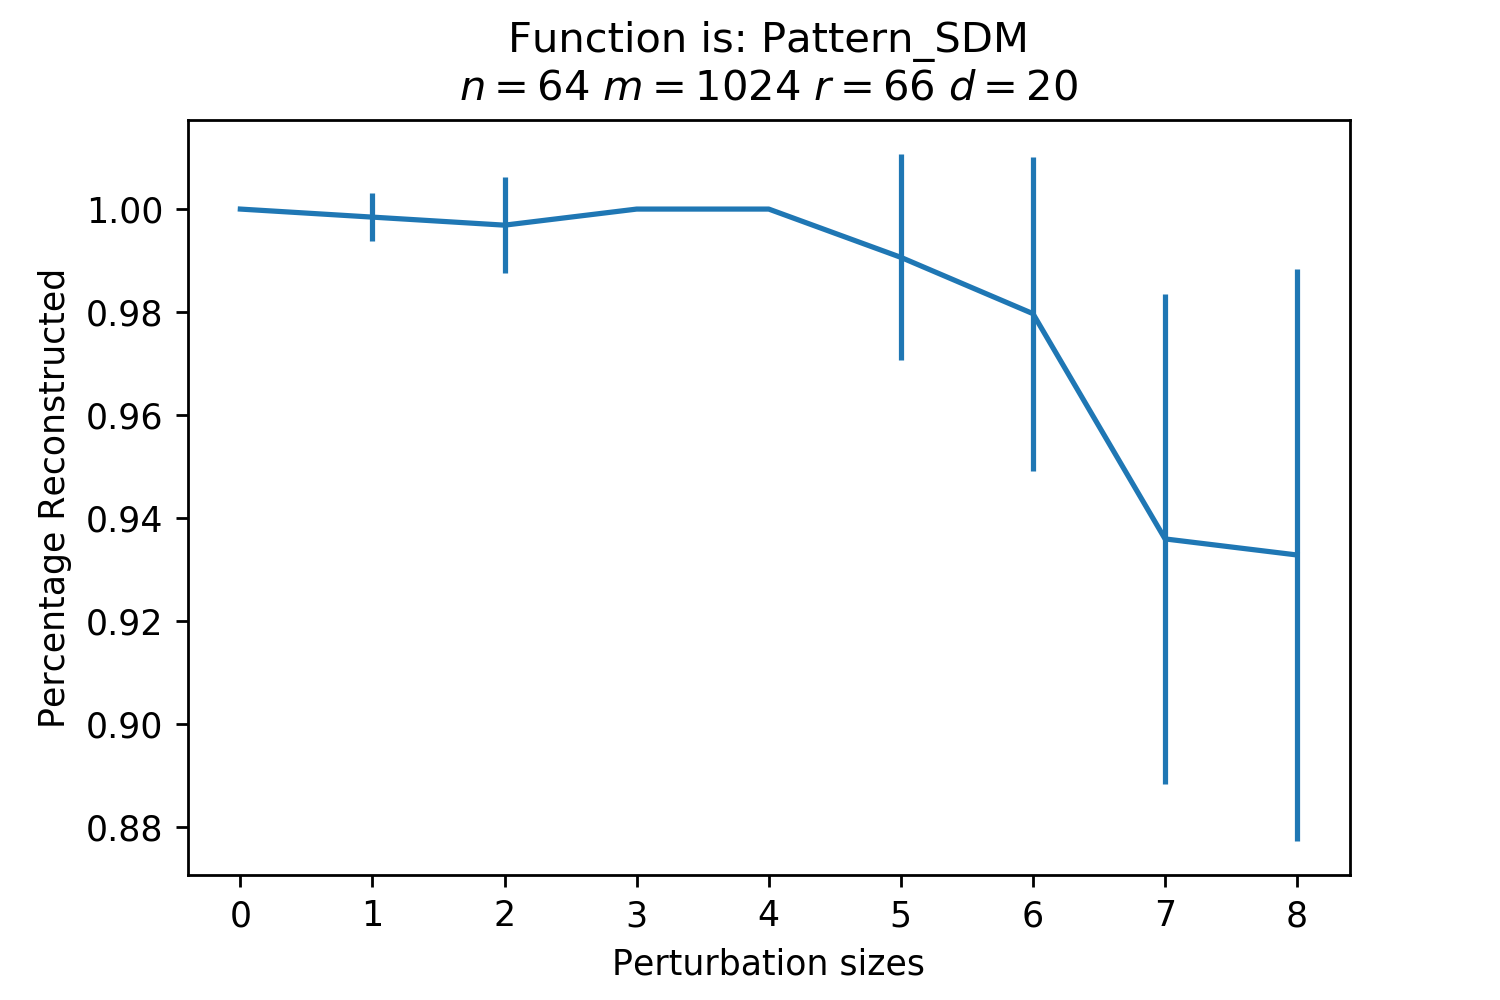 Function is: Pattern_SDM
n = 64 m = 1024 r = 66 d = 20
1.00
0.98
0.96
0.94
0.92
0.90
0.88
Percentage Reconstructed
0 1 2 3 4 5 6 7 8
Perturbation sizes